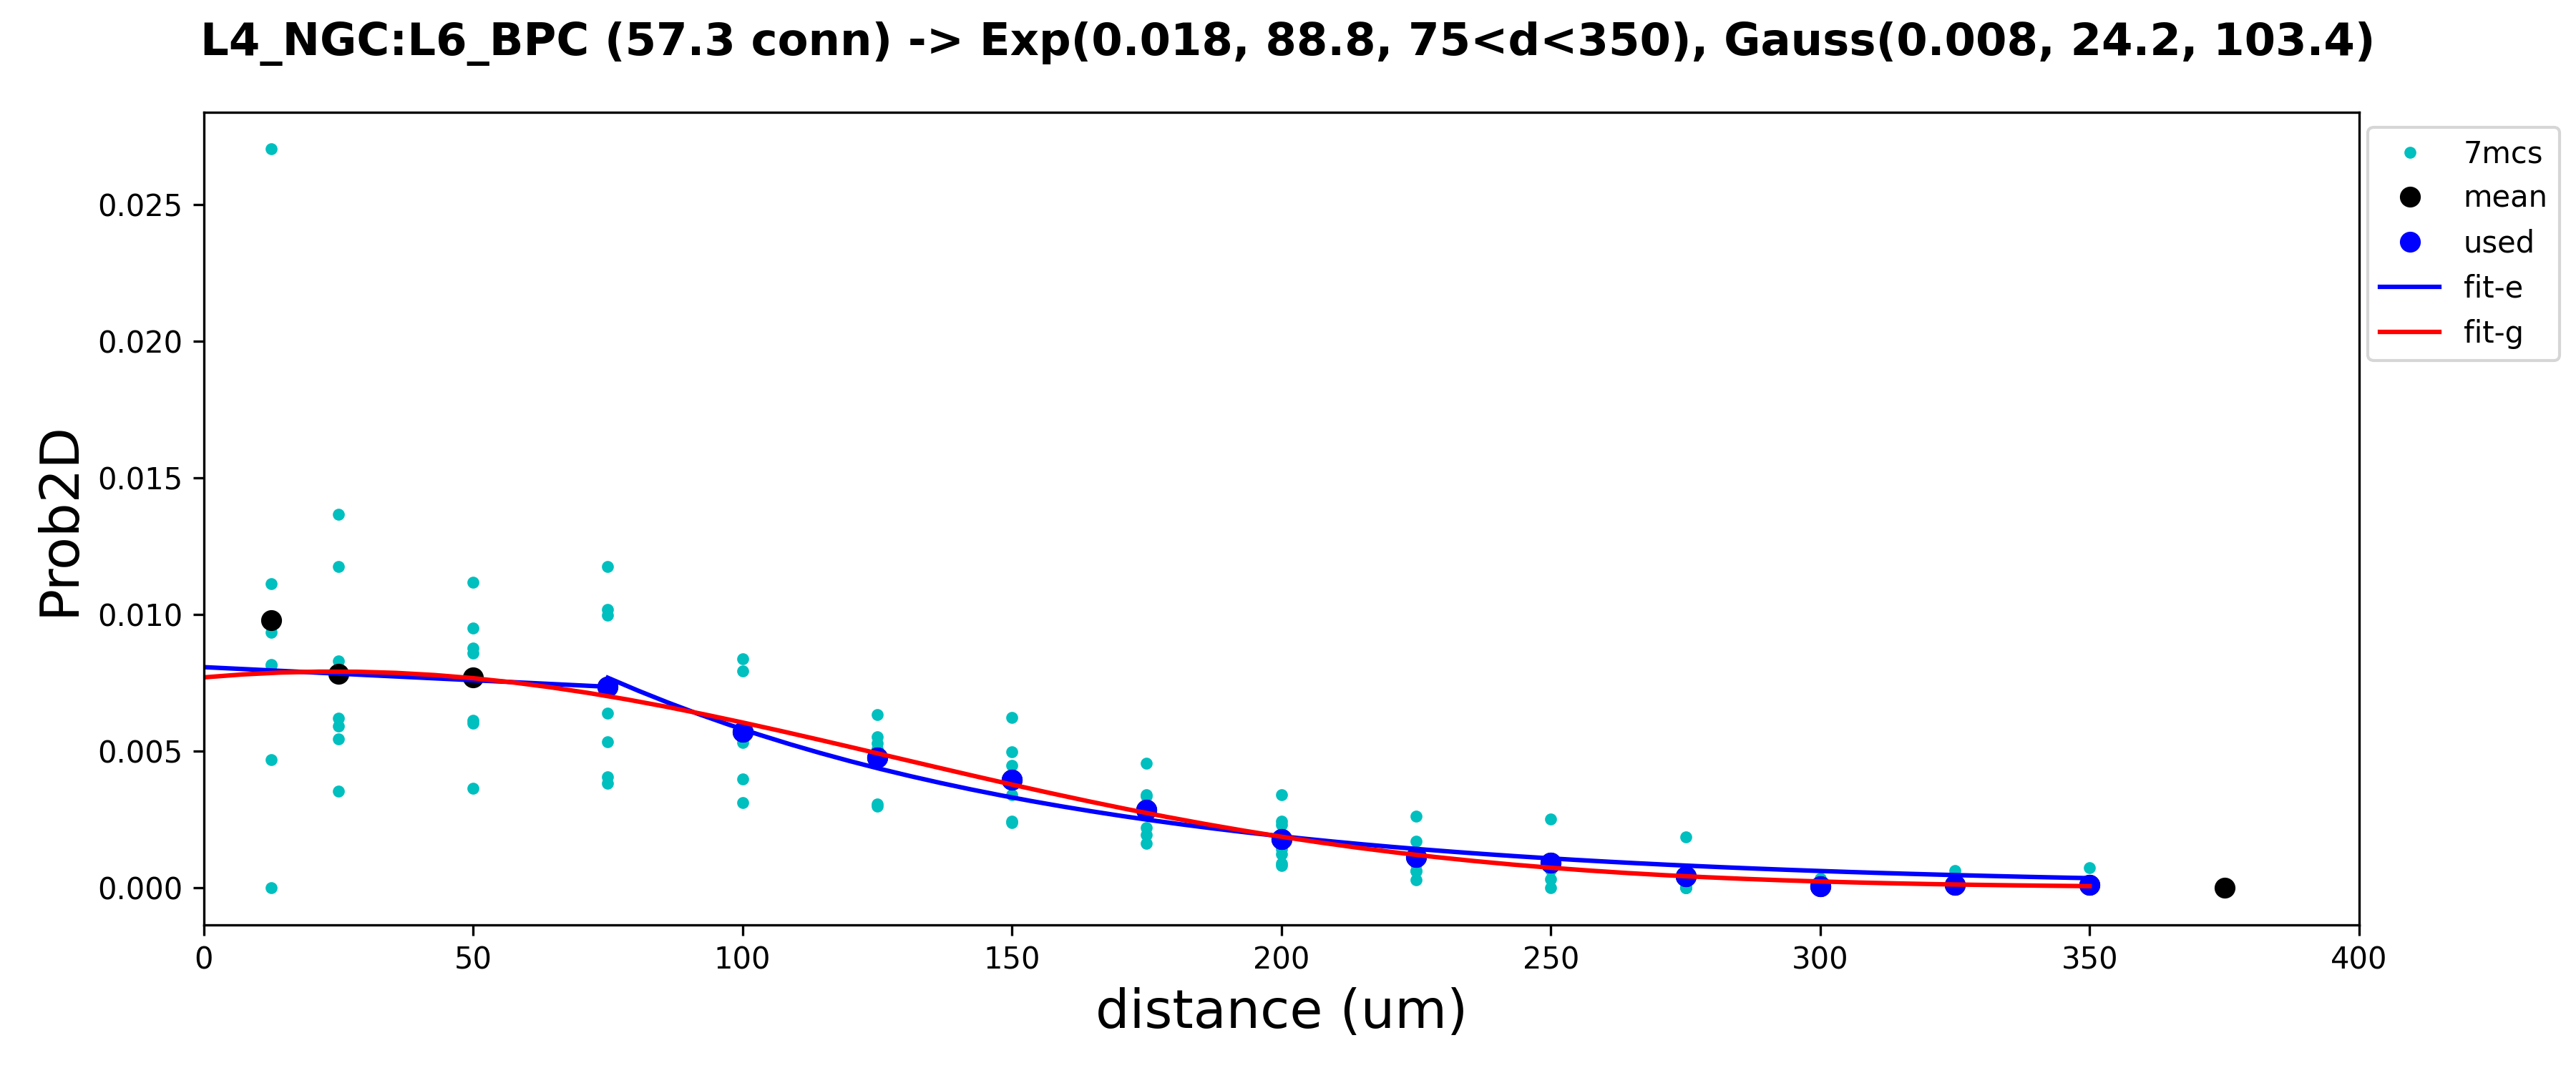 L4_NGC:L6_BPC (57.3 conn) -> Exp(0.018, 88.8, 75<d<350), Gauss(0.008, 24.2, 103.4)
7mcs
mean
used
fit-e
fit-g
Prob2D
0.025
0.020
0.015
0.010
0.005
0.000
0 50 100 150 200 250 300 350 400
distance (um)